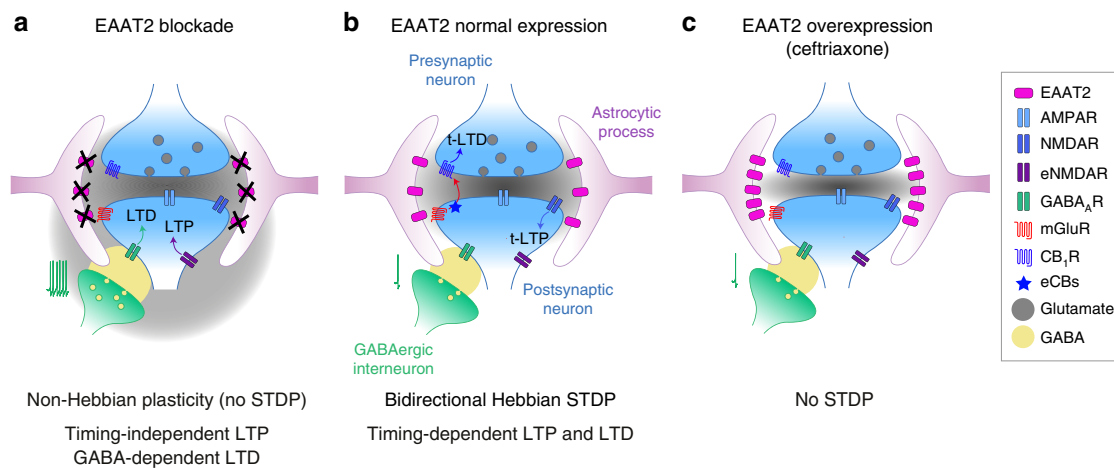 a
EAAT2 blockade
LTD
LTP
Non-Hebbian plasticity (no STDP)
Timing-independent LTP
GABA-dependent LTD
b
EAAT2 normal expression
Presynaptic
neuron
Astrocytic
process
t-LTD
t-LTP
Postsynaptic
neuron
GABAergic
interneuron
Bidirectional Hebbian STDP
Timing-dependent LTP and LTD
c
EAAT2 overexpression
(ceftriaxone)
No STDP
EAAT2
AMPAR
NMDAR
eNMDAR
GABA_AR
mGluR
CB₁R
eCBs
Glutamate
GABA